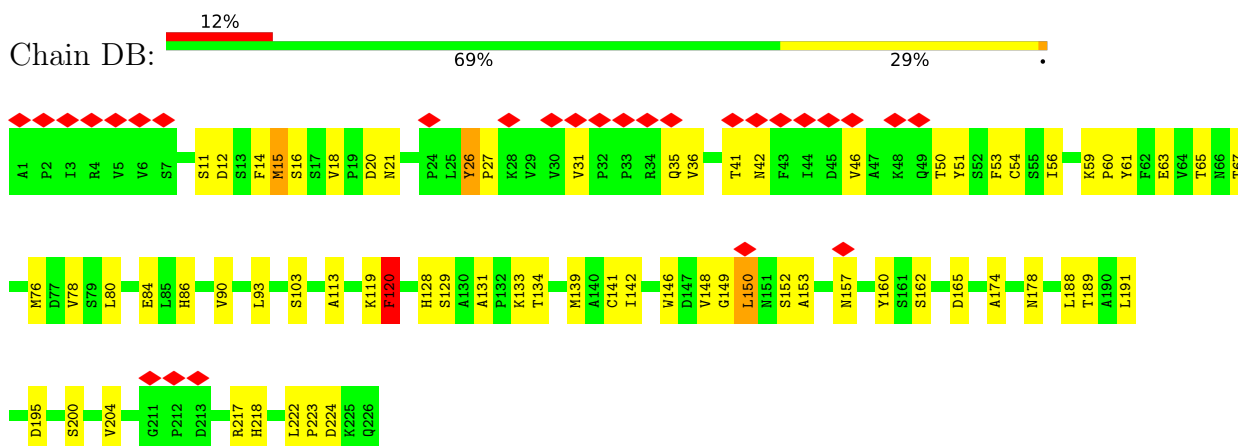 12%
Chain DB:
69% 29% •
A1 P2 I3 R4 V5 V6 S7 S11 D12 S13 F14 M15 S16 S17 V18 P19 D20 N21 P24 L25 Y26 P27 K28 V29 V30 V31 P32 P33 R34 Q35 V36 T41 N42 F43 I44 D45 V46 A47 K48 Q49 T50 Y51 S52 F53 C54 S55 I56 K59 P60 Y61 F62 E63 V64 T65 N66 T67
M76 D77 V78 S79 L80 E84 L85 H86 V90 L93 S103 A113 K119 F120 H128 S129 A130 A131 P132 K133 T134 M139 A140 C141 I142 W146 D147 V148 G149 L150 N151 S152 A153 N157 Y160 S161 S162 D165 A174 N178 L188 T189 A190 L191
D195 S200 V204 G211 P212 D213 R217 H218 L222 P223 D224 K225 Q226